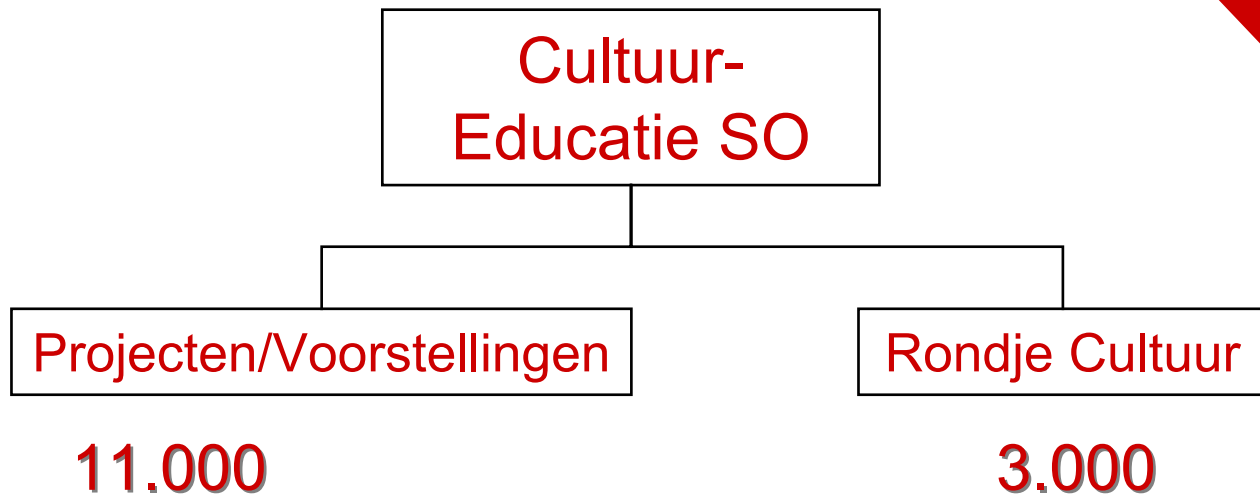 Cultuur-
Educatie SO
Projecten/Voorstellingen
Rondje Cultuur
11.000
3.000